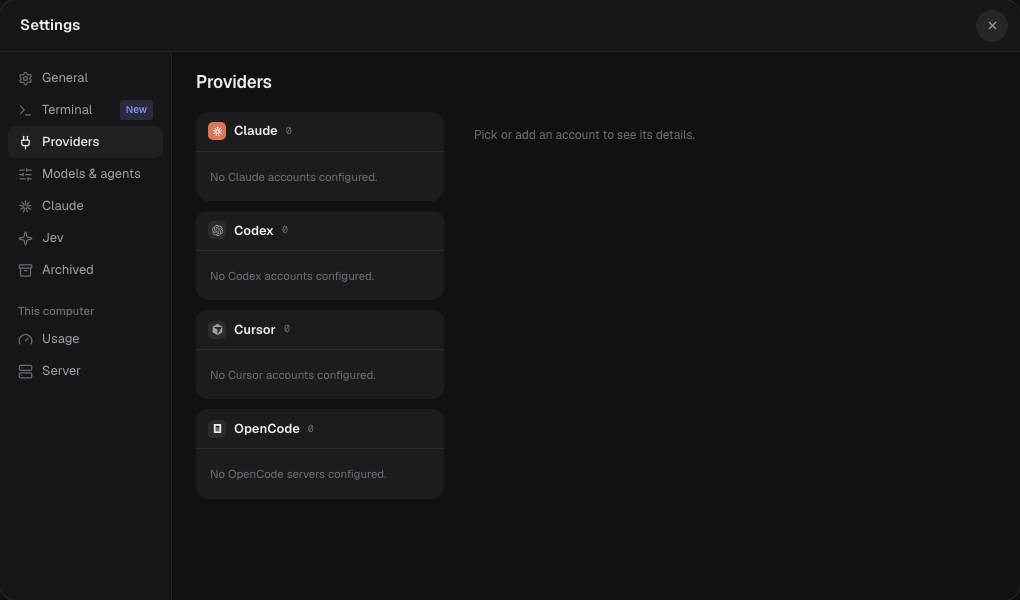 Settings
General
Terminal New
Providers
Models & agents
Claude
Jev
Archived
This computer
Usage
Server
Providers
Claude 0
No Claude accounts configured.
Codex 0
No Codex accounts configured.
Cursor 0
No Cursor accounts configured.
OpenCode 0
No OpenCode servers configured.
Pick or add an account to see its details.